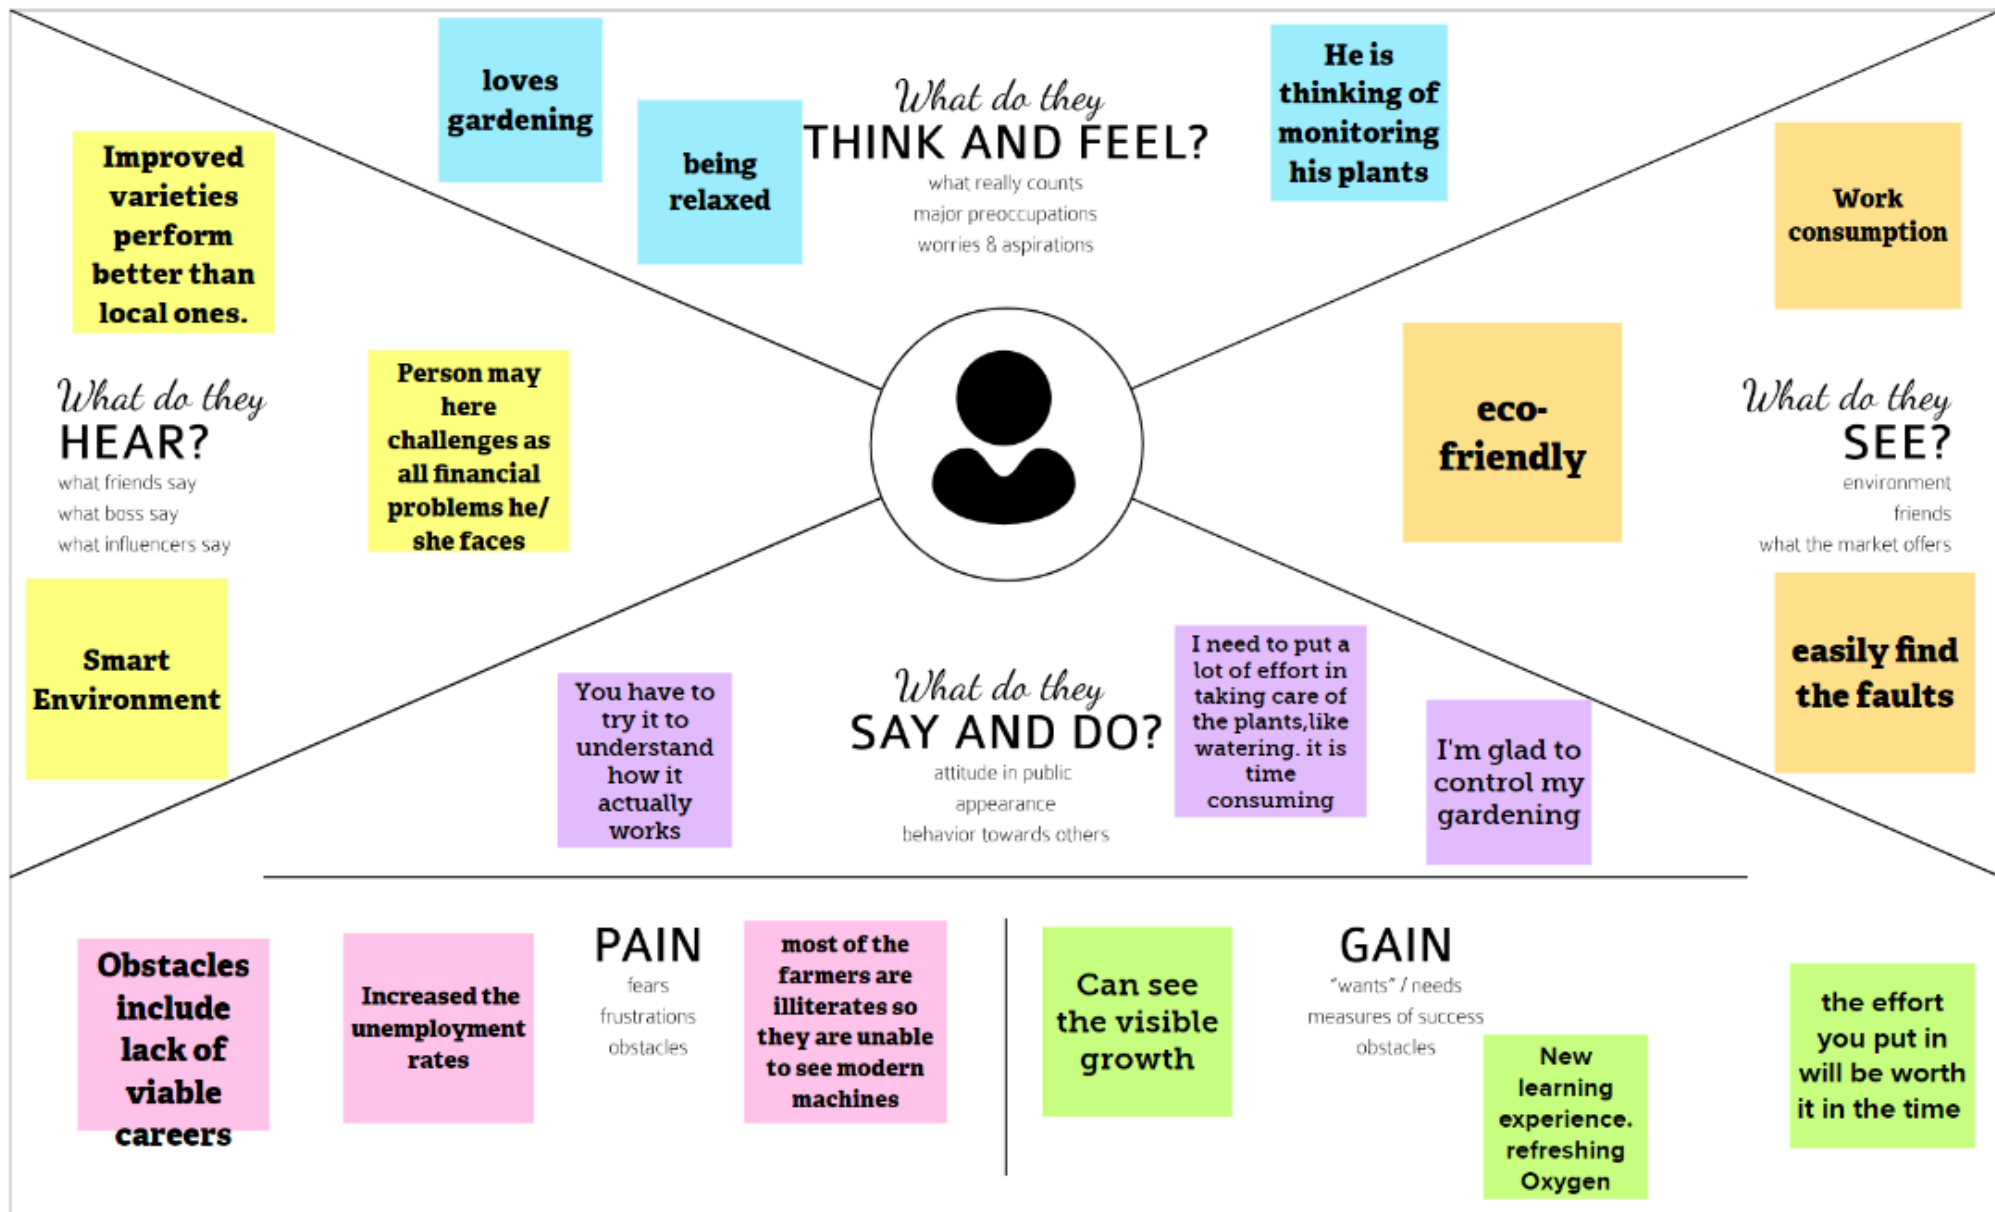 loves
gardening
being
relaxed
What do they
THINK AND FEEL?
what really counts
major preoccupations
worries & aspirations
He is
thinking of
monitoring
his plants
Improved
varieties
perform
better than
local ones.
What do they
HEAR?
what friends say
what boss say
what influencers say
Person may
here
challenges as
all financial
problems he/
she faces
Smart
Environment
Work
consumption
eco-
friendly
What do they
SEE?
environment
friends
what the market offers
easily find
the faults
You have to
try it to
understand
how it
actually
works
What do they
SAY AND DO?
attitude in public
appearance
behavior towards others
I need to put a
lot of effort in
taking care of
the plants,like
watering. it is
time
consuming
I'm glad to
control my
gardening
Obstacles
include
lack of
viable
careers
Increased the
unemployment
rates
PAIN
fears
frustrations
obstacles
most of the
farmers are
illiterates so
they are unable
to see modern
machines
Can see
the visible
growth
GAIN
"wants" / needs
measures of success
obstacles
New
learning
experience.
refreshing
Oxygen
the effort
you put in
will be worth
it in the time